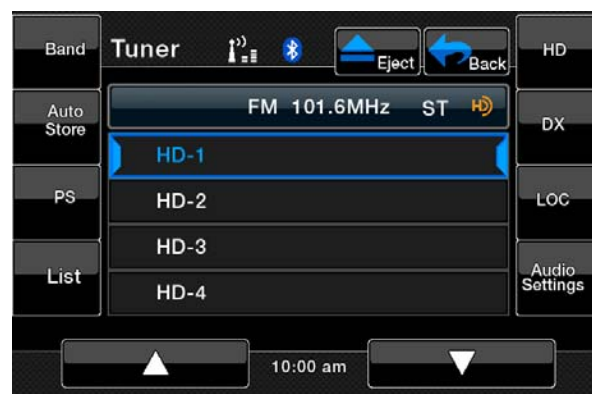 Band
Tuner
Eject
Back
HD
Auto
Store
FM 101.6MHz ST HD
DX
HD-1
PS
HD-2
LOC
HD-3
List
HD-4
Audio
Settings
10:00 am